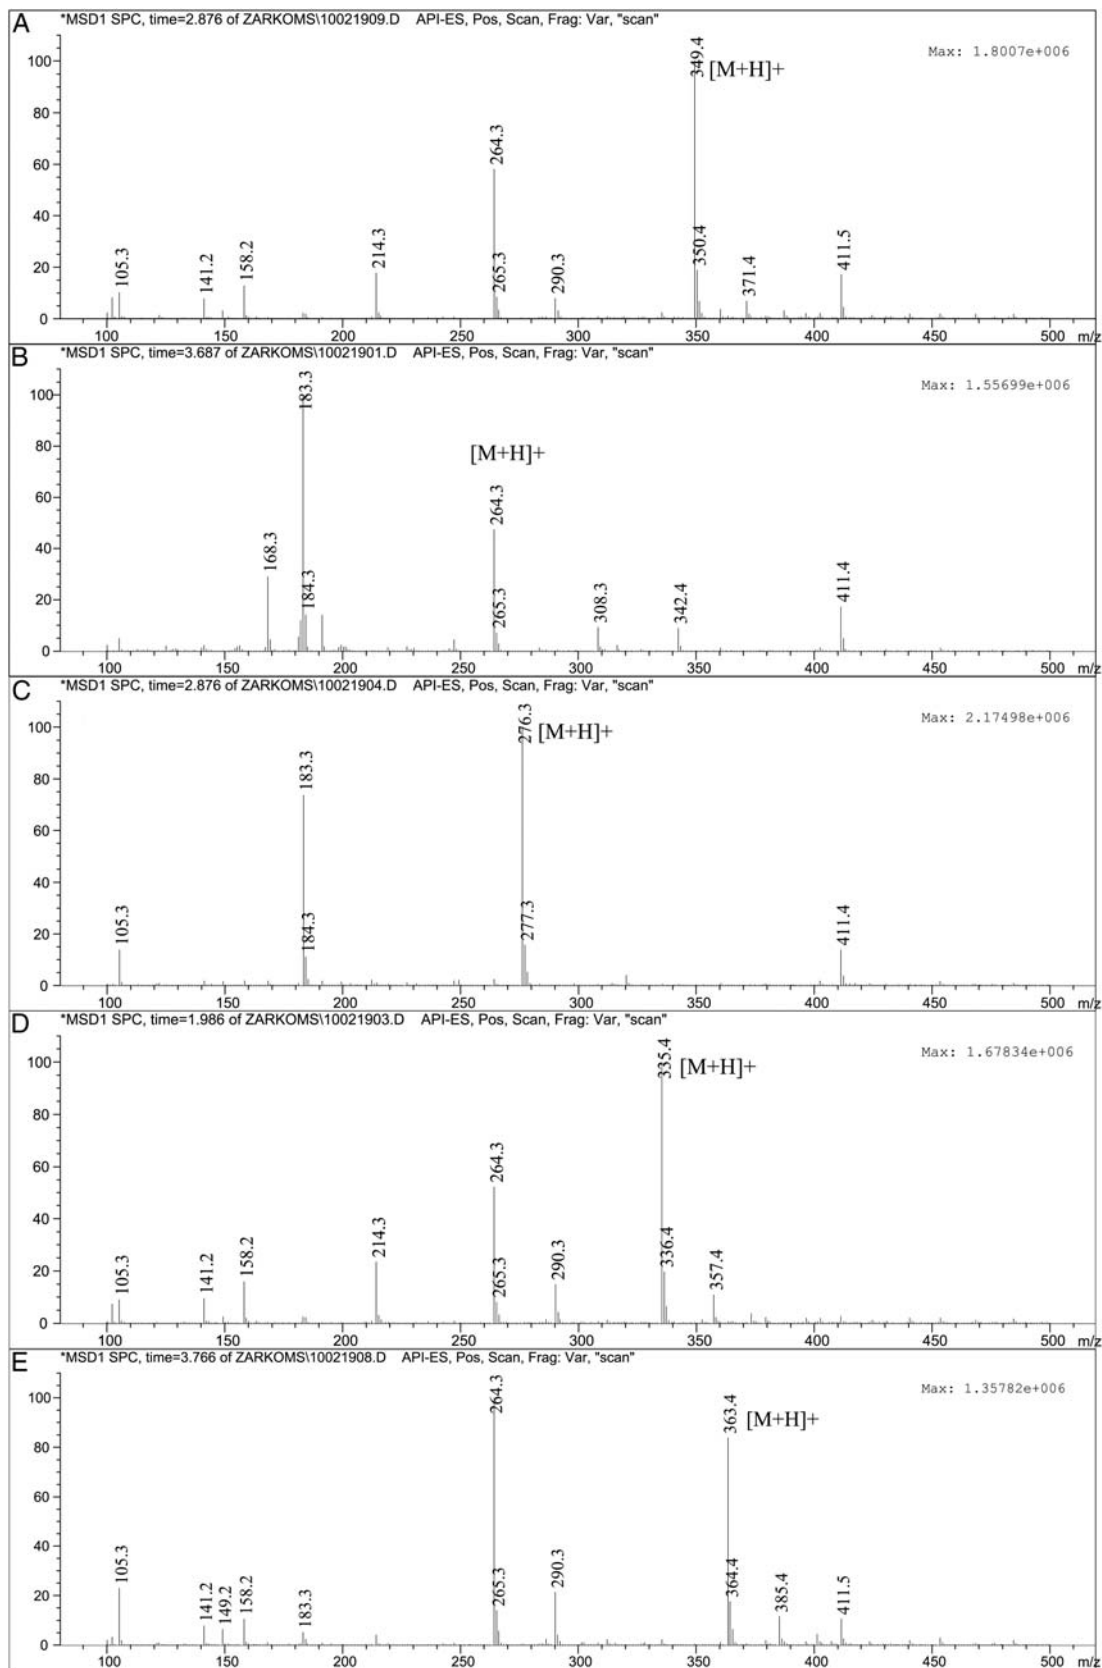 A *MSD1 SPC, time=2.876 of ZARKOMS\10021909.D API-ES, Pos, Scan, Frag: Var, "scan"
Max: 1.8007e+006
349.4 [M+H]+
100
80
264.3
60
40
105.3 141.2 158.2 214.3 265.3 290.3 350.4 371.4 411.5
20
0
100 150 200 250 300 350 400 450 500 m/z
B *MSD1 SPC, time=3.687 of ZARKOMS\10021901.D API-ES, Pos, Scan, Frag: Var, "scan"
Max: 1.55699e+006
183.3
100
80
[M+H]+
264.3
60
168.3
40
184.3 265.3 308.3 342.4 411.4
20
0
100 150 200 250 300 350 400 450 500 m/z
C *MSD1 SPC, time=2.876 of ZARKOMS\10021904.D API-ES, Pos, Scan, Frag: Var, "scan"
Max: 2.17498e+006
276.3 [M+H]+
100
183.3
80
60
40
105.3 184.3 277.3 411.4
20
0
100 150 200 250 300 350 400 450 500 m/z
D *MSD1 SPC, time=1.986 of ZARKOMS\10021903.D API-ES, Pos, Scan, Frag: Var, "scan"
Max: 1.67834e+006
335.4 [M+H]+
100
80
264.3
60
40
105.3 141.2 158.2 214.3 265.3 290.3 336.4 357.4
20
0
100 150 200 250 300 350 400 450 500 m/z
E *MSD1 SPC, time=3.766 of ZARKOMS\10021908.D API-ES, Pos, Scan, Frag: Var, "scan"
Max: 1.35782e+006
264.3 363.4 [M+H]+
100
80
60
40
105.3 141.2 149.2 158.2 183.3 265.3 290.3 364.4 385.4 411.5
20
0
100 150 200 250 300 350 400 450 500 m/z